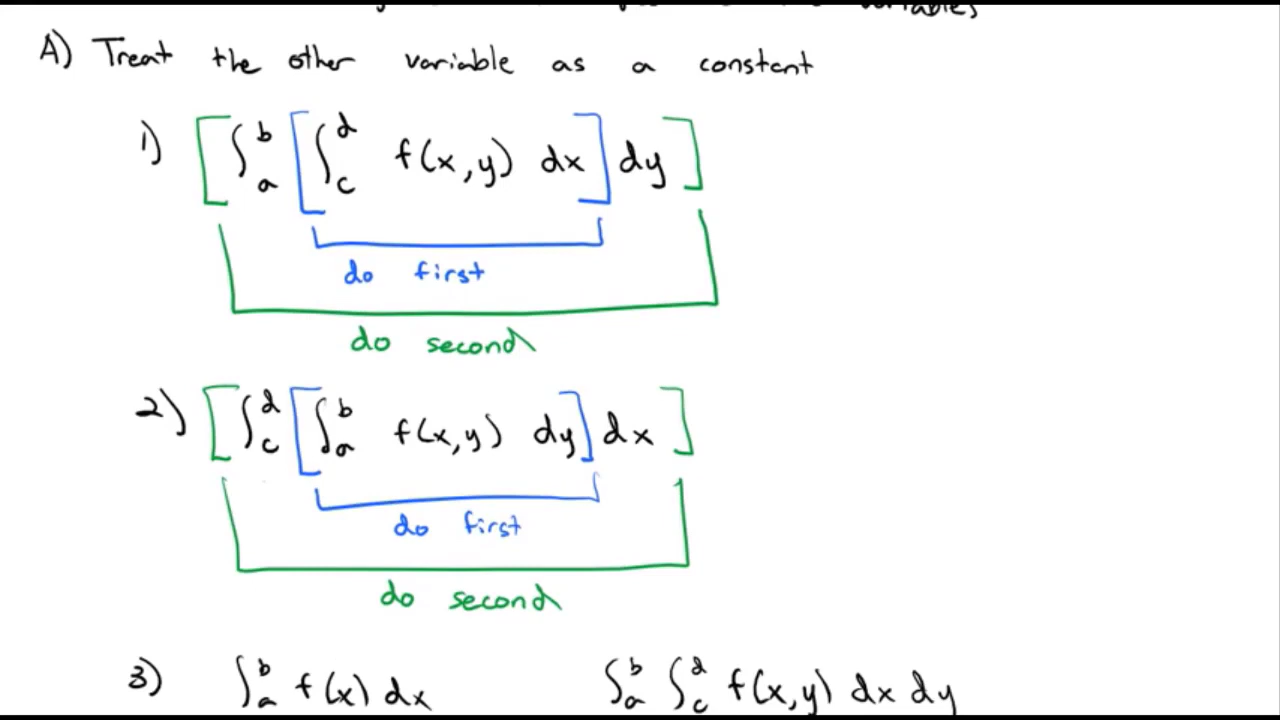 variables
A) Treat the other variable as a constant
1) [∫_a^b [∫_c^d f(x,y) dx] dy]
do first
do second
2) [∫_c^d [∫_a^b f(x,y) dy] dx]
do first
do second
3) ∫_a^b f(x) dx ∫_a^b ∫_c^d f(x,y) dx dy